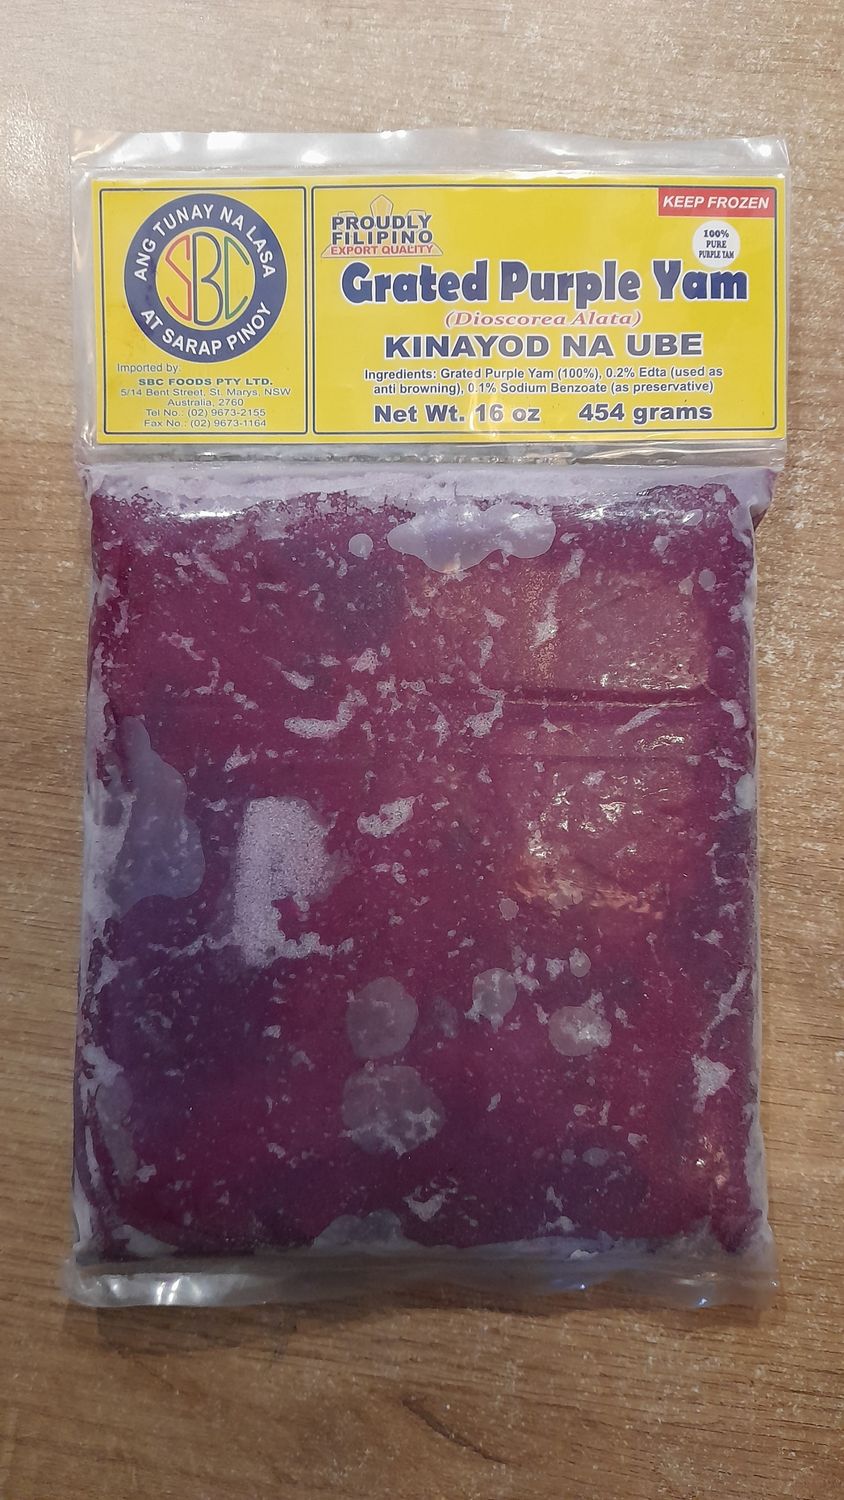 ANG TUNAY NA LASA
SBC
AT SARAP PINOY
Imported by:
SBC FOODS PTY LTD.
5/14 Bent Street, St. Marys, NSW
Australia, 2760
Tel No.: (02) 9673-2155
Fax No.: (02) 9673-1164
PROUDLY
FILIPINO
EXPORT QUALITY
KEEP FROZEN
100%
PURE
PURPLE YAM
Grated Purple Yam
(Dioscorea Alata)
KINAYOD NA UBE
Ingredients: Grated Purple Yam (100%), 0.2% Edta (used as
anti browning), 0.1% Sodium Benzoate (as preservative)
Net Wt. 16 oz 454 grams